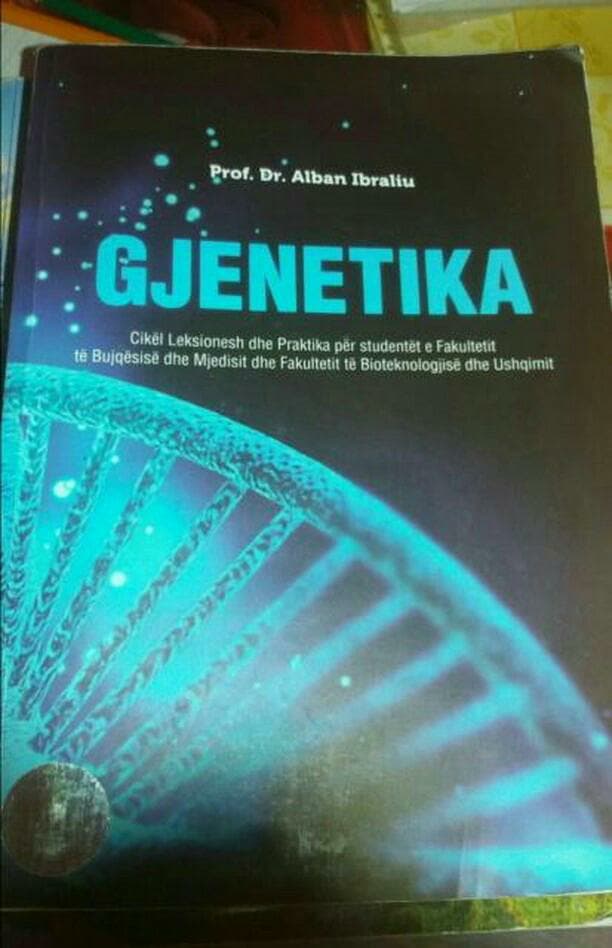 Prof. Dr. Alban Ibraliu
GJENETIKA
Cikël Leksionesh dhe Praktika për studentët e Fakultetit
të Bujqësisë dhe Mjedisit dhe Fakultetit të Bioteknologjisë dhe Ushqimit